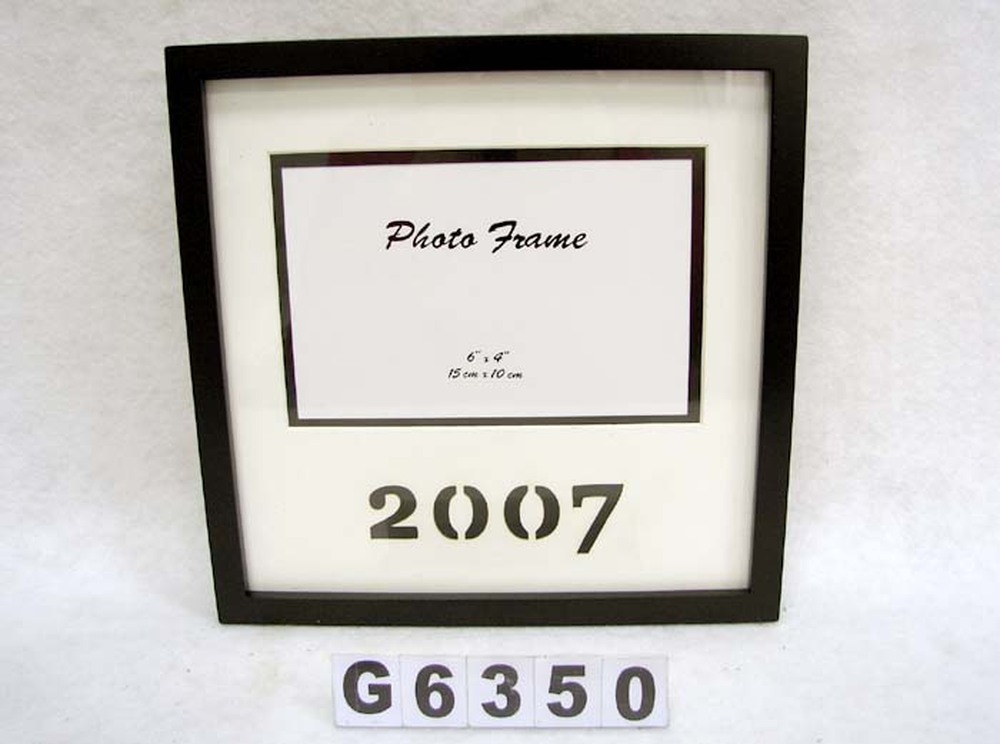 Photo Frame
6" x 4"
15 cm x 10 cm
2007
G6350